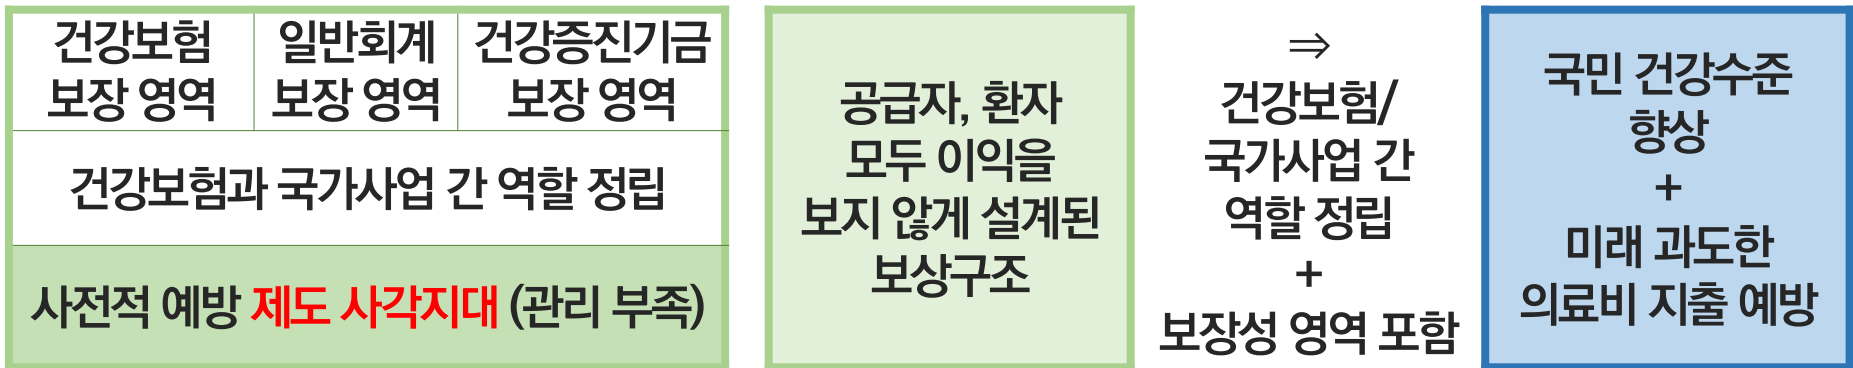 건강보험
보장 영역
일반회계
보장 영역
건강증진기금
보장 영역
건강보험과 국가사업 간 역할 정립
사전적 예방 제도 사각지대 (관리 부족)
공급자, 환자
모두 이익을
보지 않게 설계된
보상구조
⇒
건강보험/
국가사업 간
역할 정립
+
보장성 영역 포함
국민 건강수준
향상
+
미래 과도한
의료비 지출 예방